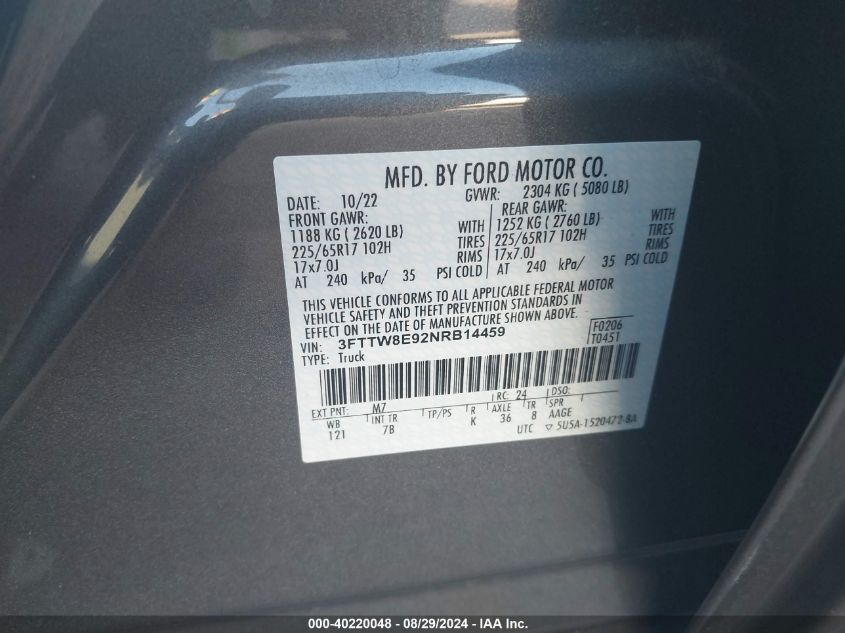 MFD. BY FORD MOTOR CO.
DATE: 10/22 GVWR: 2304 KG ( 5080 LB)
FRONT GAWR: REAR GAWR:
1188 KG ( 2620 LB) WITH 1252 KG ( 2760 LB) WITH
225/65R17 102H TIRES 225/65R17 102H TIRES
17x7.0J RIMS 17x7.0J RIMS
AT 240 kPa/ 35 PSI COLD AT 240 kPa/ 35 PSI COLD
THIS VEHICLE CONFORMS TO ALL APPLICABLE FEDERAL MOTOR
VEHICLE SAFETY AND THEFT PREVENTION STANDARDS IN
EFFECT ON THE DATE OF MANUFACTURE SHOWN ABOVE.
VIN: 3FTTW8E92NRB14459 F0206
TYPE: Truck T0451
EXT PNT: M7 RC: 24 DSO:
WB INT TR TP/PS R AXLE TR SPR
121 7B K 36 8 AAGE
UTC ▽ 5U5A-1520472-BA
000-40220048 - 08/29/2024 - IAAI.com